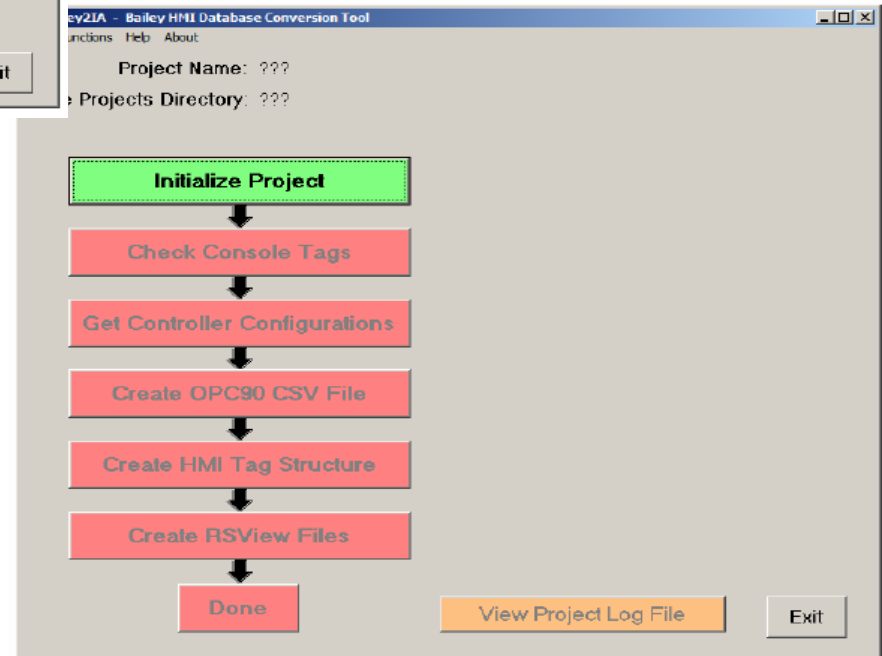 ey2IA - Bailey HMI Database Conversion Tool
unctions Help About
it
Project Name: ???
e Projects Directory: ???
Initialize Project
Check Console Tags
Get Controller Configurations
Create OPC90 CSV File
Create HMI Tag Structure
Create RSView Files
Done
View Project Log File
Exit